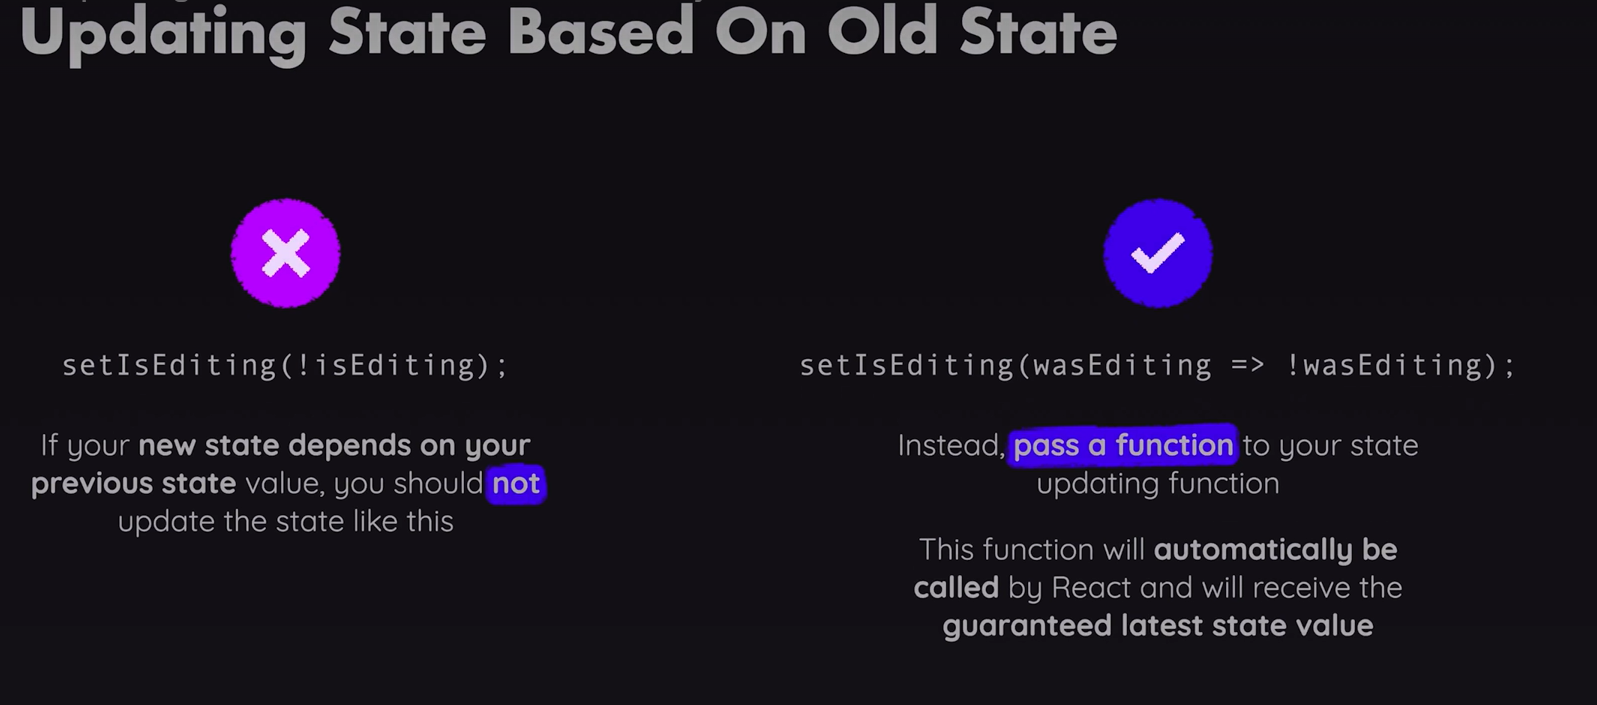 Updating State Based On Old State
setIsEditing(!isEditing);
If your new state depends on your
previous state value, you should not
update the state like this
setIsEditing(wasEditing => !wasEditing);
Instead, pass a function to your state
updating function
This function will automatically be
called by React and will receive the
guaranteed latest state value